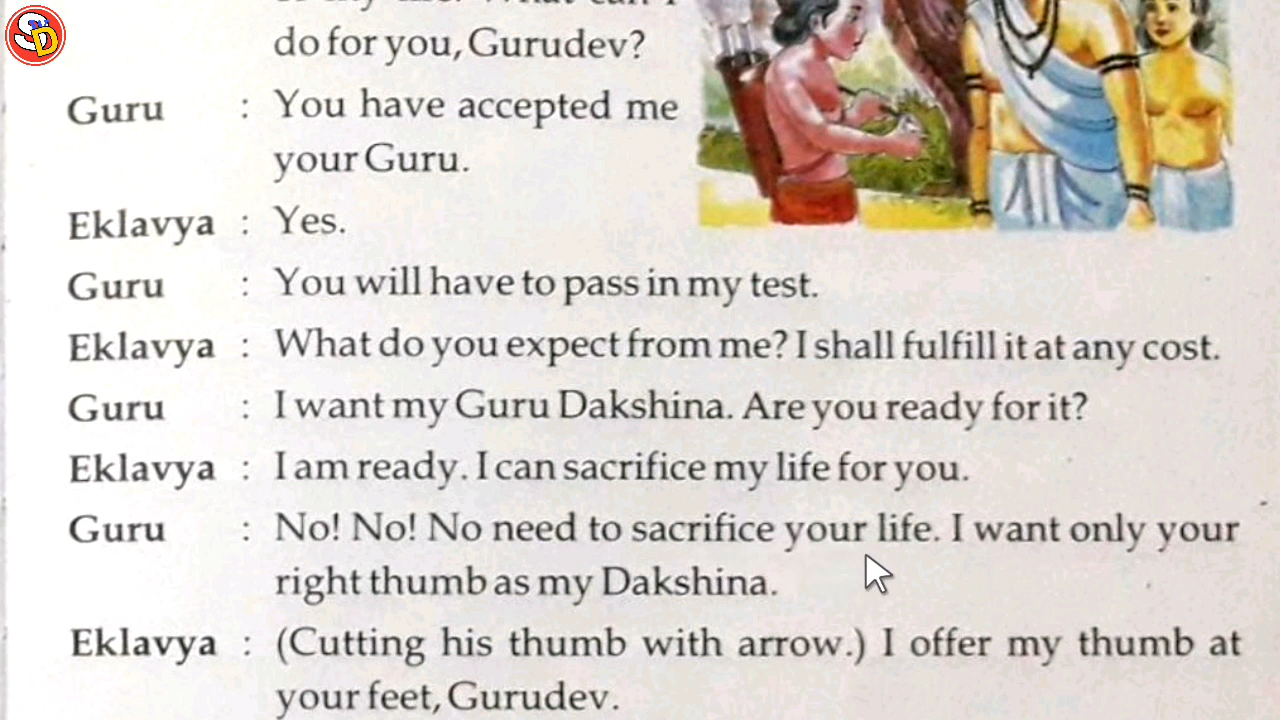 do for you, Gurudev?
Guru : You have accepted me
your Guru.
Eklavya : Yes.
Guru : You will have to pass in my test.
Eklavya : What do you expect from me? I shall fulfill it at any cost.
Guru : I want my Guru Dakshina. Are you ready for it?
Eklavya : I am ready. I can sacrifice my life for you.
Guru : No! No! No need to sacrifice your life. I want only your
right thumb as my Dakshina.
Eklavya : (Cutting his thumb with arrow.) I offer my thumb at
your feet, Gurudev.